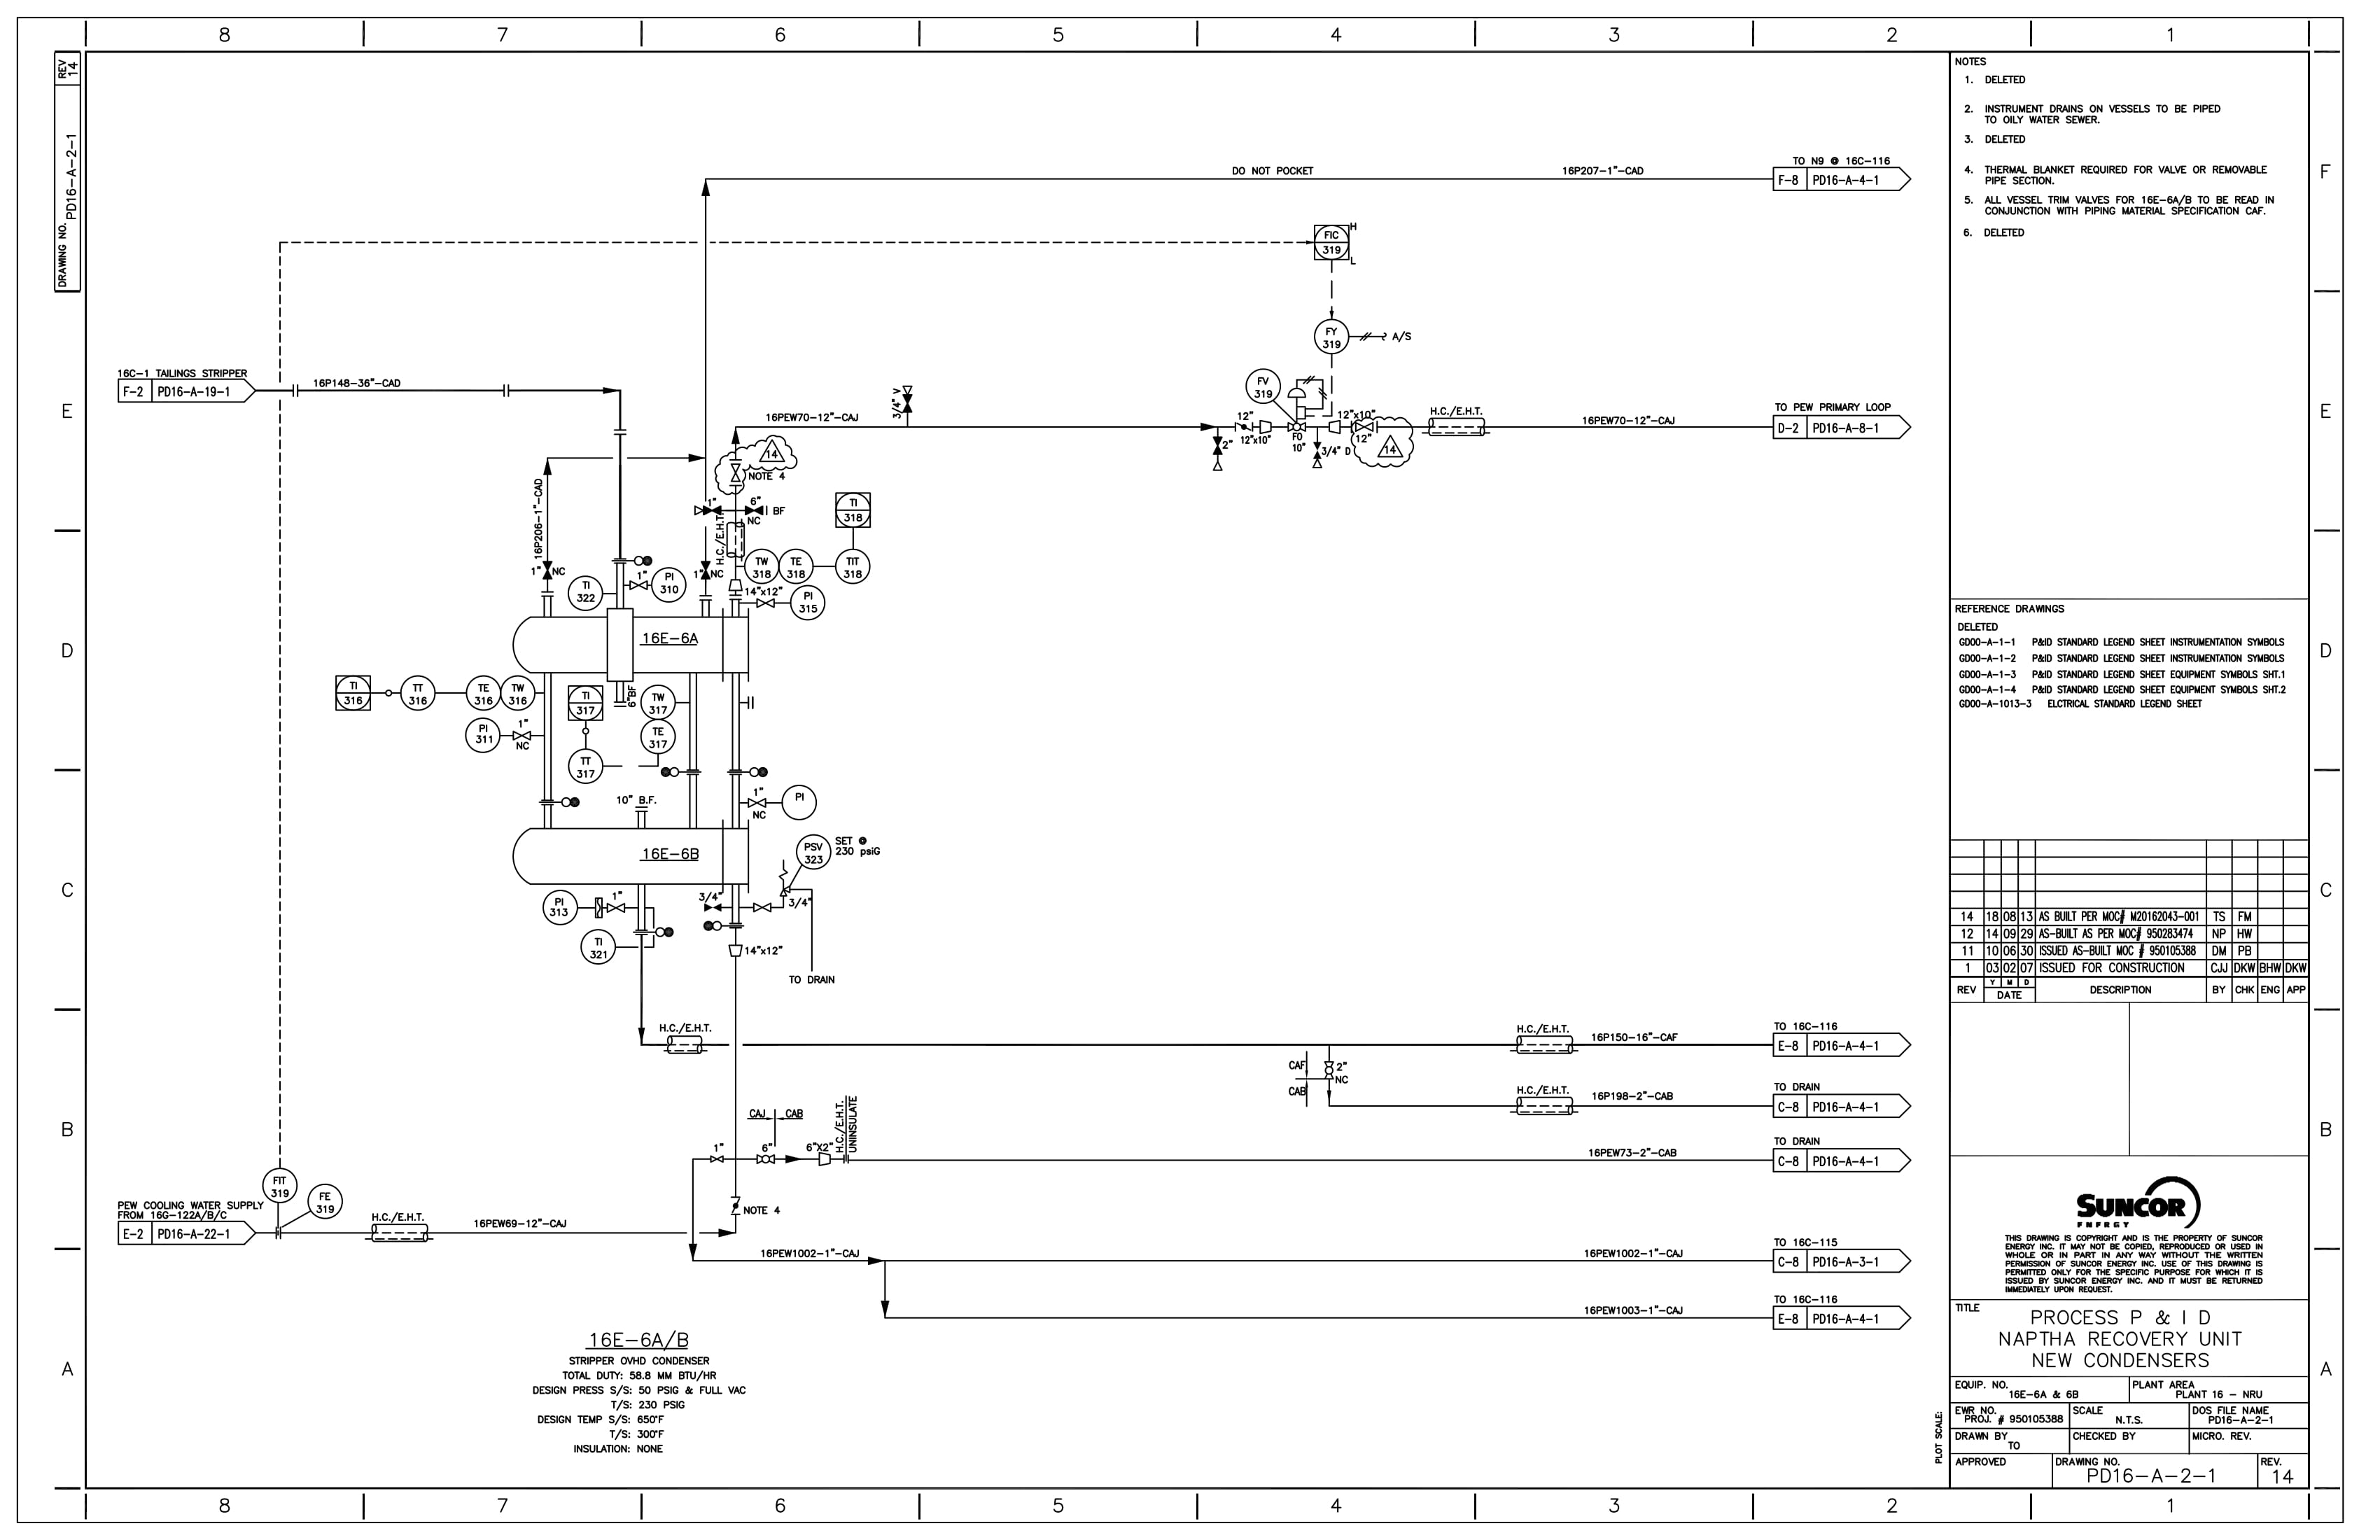 8 7 6 5 4 3 2 1
REV
14
DRAWING NO. PD16-A-2-1
F
E
D
C
B
A
DO NOT POCKET
16P207-1"-CAD
TO N9 @ 16C-116
F-8 PD16-A-4-1
FIC
319
H
L
FY
319
A/S
16C-1 TAILINGS STRIPPER
F-2 PD16-A-19-1
16P148-36"-CAD
16PEW70-12"-CAJ
3/4" V
FV
319
12"
12"x10"
2"
FO
10"
3/4" D
12"x10"
12"
14
H.C./E.H.T.
16PEW70-12"-CAJ
TO PEW PRIMARY LOOP
D-2 PD16-A-8-1
14
NOTE 4
16P206-1"-CAD
1"
6"
NC
BF
H.C./E.H.T.
TI
318
TW
318
TE
318
TIT
318
1" NC
1"
PI
310
TI
322
1" NC
14"x12"
PI
315
16E-6A
TI
316
TT
316
TE
316
TW
316
6"BF
TI
317
TW
317
TE
317
TT
317
PI
311
1"
NC
10" B.F.
1"
NC
PI
16E-6B
PSV
323
SET @
230 psiG
PI
313
1"
3/4"
3/4"
TI
321
14"x12"
TO DRAIN
H.C./E.H.T.
H.C./E.H.T.
16P150-16"-CAF
TO 16C-116
E-8 PD16-A-4-1
CAF
CAB
2"
NC
H.C./E.H.T.
16P198-2"-CAB
TO DRAIN
C-8 PD16-A-4-1
CAJ CAB
1"
6"
6"X2"
H.C./E.H.T.
UNINSULATE
16PEW73-2"-CAB
TO DRAIN
C-8 PD16-A-4-1
FIT
319
FE
319
PEW COOLING WATER SUPPLY
FROM 16G-122A/B/C
E-2 PD16-A-22-1
H.C./E.H.T.
16PEW69-12"-CAJ
NOTE 4
16PEW1002-1"-CAJ
16PEW1002-1"-CAJ
TO 16C-115
C-8 PD16-A-3-1
16PEW1003-1"-CAJ
TO 16C-116
E-8 PD16-A-4-1
16E-6A/B
STRIPPER OVHD CONDENSER
TOTAL DUTY: 58.8 MM BTU/HR
DESIGN PRESS S/S: 50 PSIG & FULL VAC
T/S: 230 PSIG
DESIGN TEMP S/S: 650°F
T/S: 300°F
INSULATION: NONE
NOTES
1. DELETED
2. INSTRUMENT DRAINS ON VESSELS TO BE PIPED
TO OILY WATER SEWER.
3. DELETED
4. THERMAL BLANKET REQUIRED FOR VALVE OR REMOVABLE
PIPE SECTION.
5. ALL VESSEL TRIM VALVES FOR 16E-6A/B TO BE READ IN
CONJUNCTION WITH PIPING MATERIAL SPECIFICATION CAF.
6. DELETED
REFERENCE DRAWINGS
DELETED
GD00-A-1-1 P&ID STANDARD LEGEND SHEET INSTRUMENTATION SYMBOLS
GD00-A-1-2 P&ID STANDARD LEGEND SHEET INSTRUMENTATION SYMBOLS
GD00-A-1-3 P&ID STANDARD LEGEND SHEET EQUIPMENT SYMBOLS SHT.1
GD00-A-1-4 P&ID STANDARD LEGEND SHEET EQUIPMENT SYMBOLS SHT.2
GD00-A-1013-3 ELCTRICAL STANDARD LEGEND SHEET
14 18 08 13 AS BUILT PER MOC# M20162043-001 TS FM
12 14 09 29 AS-BUILT AS PER MOC# 950283474 NP HW
11 10 06 30 ISSUED AS-BUILT MOC # 950105388 DM PB
1 03 02 07 ISSUED FOR CONSTRUCTION CJJ DKW BHW DKW
REV Y M D DATE DESCRIPTION BY CHK ENG APP
SUNCOR
ENERGY
THIS DRAWING IS COPYRIGHT AND IS THE PROPERTY OF SUNCOR
ENERGY INC. IT MAY NOT BE COPIED, REPRODUCED OR USED IN
WHOLE OR IN PART IN ANY WAY WITHOUT THE WRITTEN
PERMISSION OF SUNCOR ENERGY INC. USE OF THIS DRAWING IS
PERMITTED ONLY FOR THE SPECIFIC PURPOSE FOR WHICH IT IS
ISSUED BY SUNCOR ENERGY INC. AND IT MUST BE RETURNED
IMMEDIATELY UPON REQUEST.
TITLE
PROCESS P & I D
NAPTHA RECOVERY UNIT
NEW CONDENSERS
EQUIP. NO.
16E-6A & 6B
PLANT AREA
PLANT 16 - NRU
EWR NO.
PROJ. # 950105388
SCALE
N.T.S.
DOS FILE NAME
PD16-A-2-1
DRAWN BY
TO
CHECKED BY
MICRO. REV.
APPROVED
DRAWING NO.
PD16-A-2-1
REV.
14
PLOT SCALE:
F
E
D
C
B
A
8 7 6 5 4 3 2 1